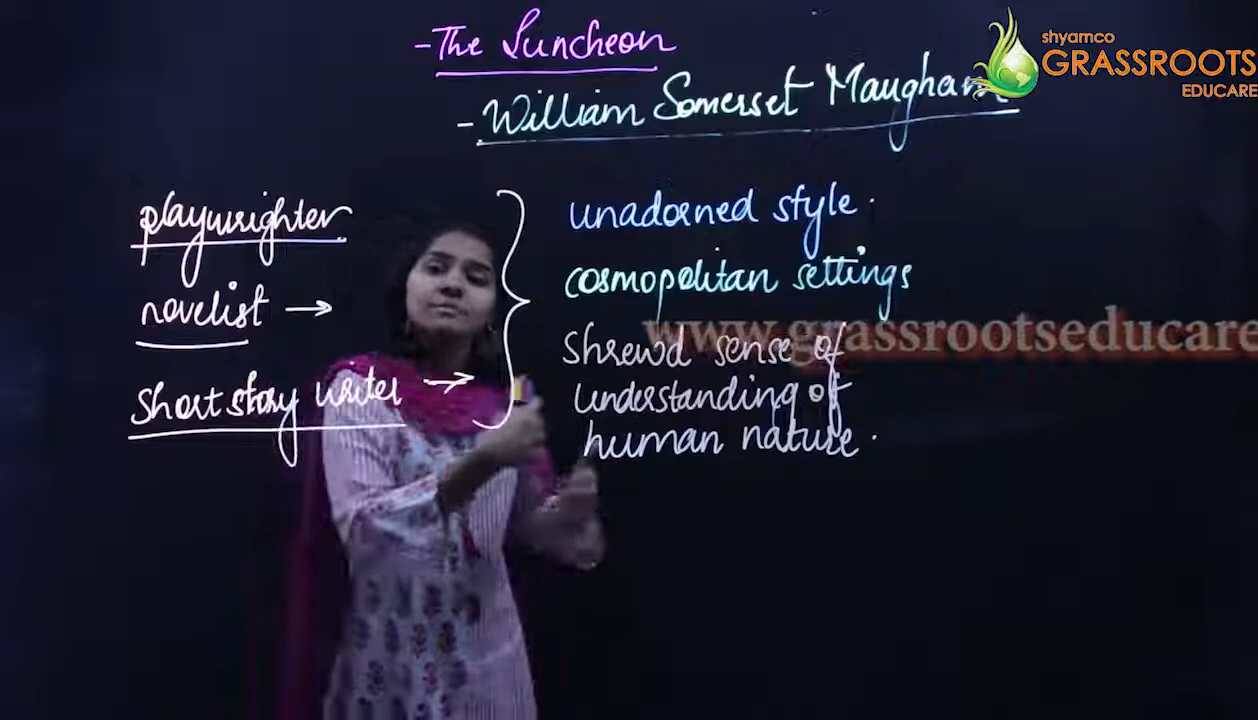 - The Luncheon
- William Somerset Maugham
shyamco
GRASSROOTS
EDUCARE
playwrighter
novelist →
Short story writer →
unadorned style.
cosmopolitan settings
Shrewd sense of
understanding of
human nature.
www.grassrootseducare